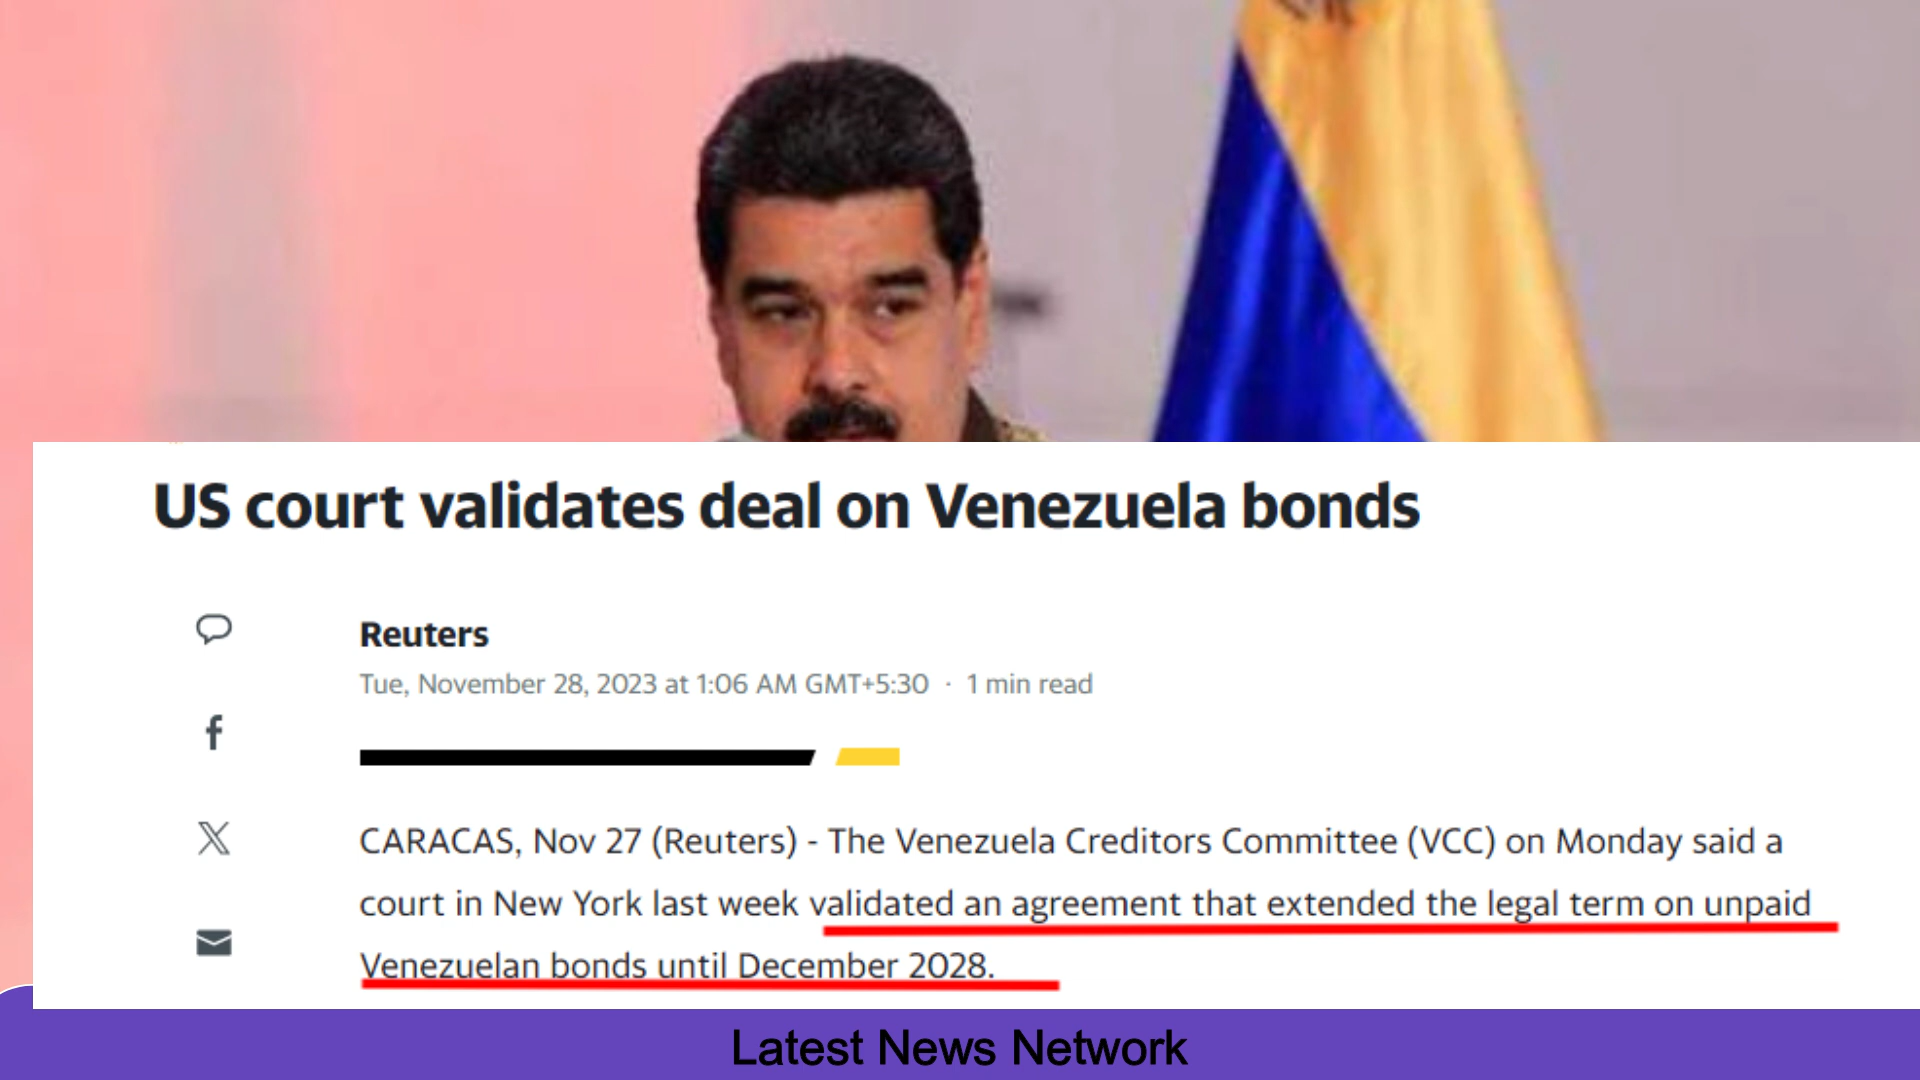 US court validates deal on Venezuela bonds
Reuters
Tue, November 28, 2023 at 1:06 AM GMT+5:30 · 1 min read
CARACAS, Nov 27 (Reuters) - The Venezuela Creditors Committee (VCC) on Monday said a
court in New York last week validated an agreement that extended the legal term on unpaid
Venezuelan bonds until December 2028.
Latest News Network